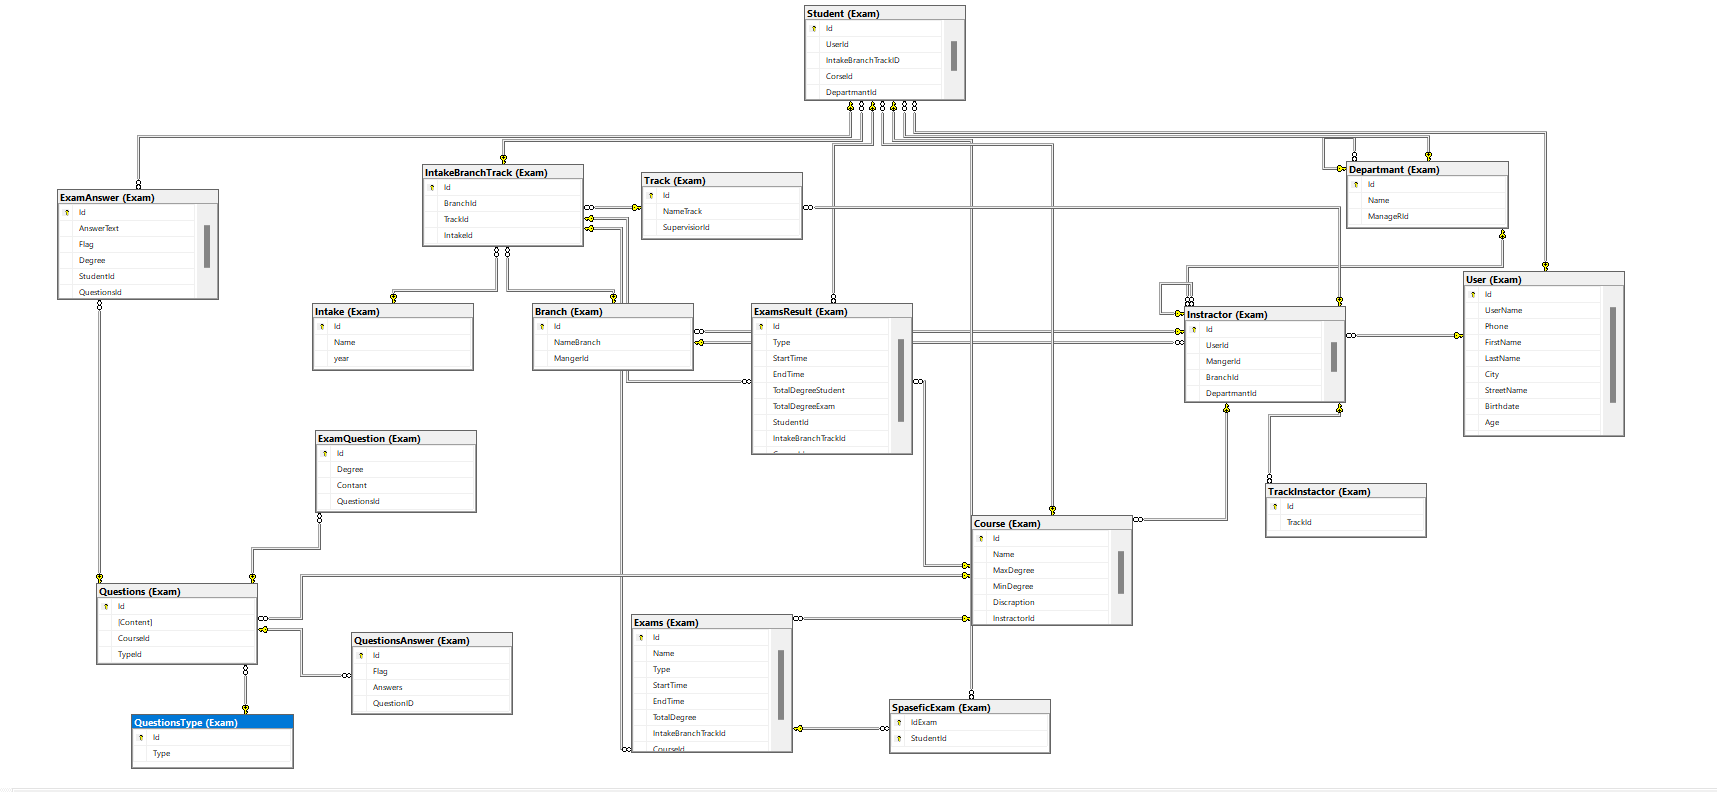 Student (Exam)
Id
UserId
IntakeBranchTrackID
CorseId
DepartmantId
IntakeBranchTrack (Exam)
Id
BranchId
TrackId
IntakeId
Track (Exam)
Id
NameTrack
SupervisiorId
Departmant (Exam)
Id
Name
ManageRId
ExamAnswer (Exam)
Id
AnswerText
Flag
Degree
StudentId
QuestionsId
User (Exam)
Id
UserName
Phone
FirstName
LastName
City
StreetName
Birthdate
Age
Intake (Exam)
Id
Name
year
Branch (Exam)
Id
NameBranch
MangerId
ExamsResult (Exam)
Id
Type
StartTime
EndTime
TotalDegreeStudent
TotalDegreeExam
StudentId
IntakeBranchTrackId
Instractor (Exam)
Id
UserId
MangerId
BranchId
DepartmantId
ExamQuestion (Exam)
Id
Degree
Contant
QuestionsId
TrackInstactor (Exam)
Id
TrackId
Course (Exam)
Id
Name
MaxDegree
MinDegree
Discraption
InstractorId
Questions (Exam)
Id
[Content]
CourseId
TypeId
QuestionsAnswer (Exam)
Id
Flag
Answers
QuestionID
Exams (Exam)
Id
Name
Type
StartTime
EndTime
TotalDegree
IntakeBranchTrackId
CourseId
SpaseficExam (Exam)
IdExam
StudentId
QuestionsType (Exam)
Id
Type